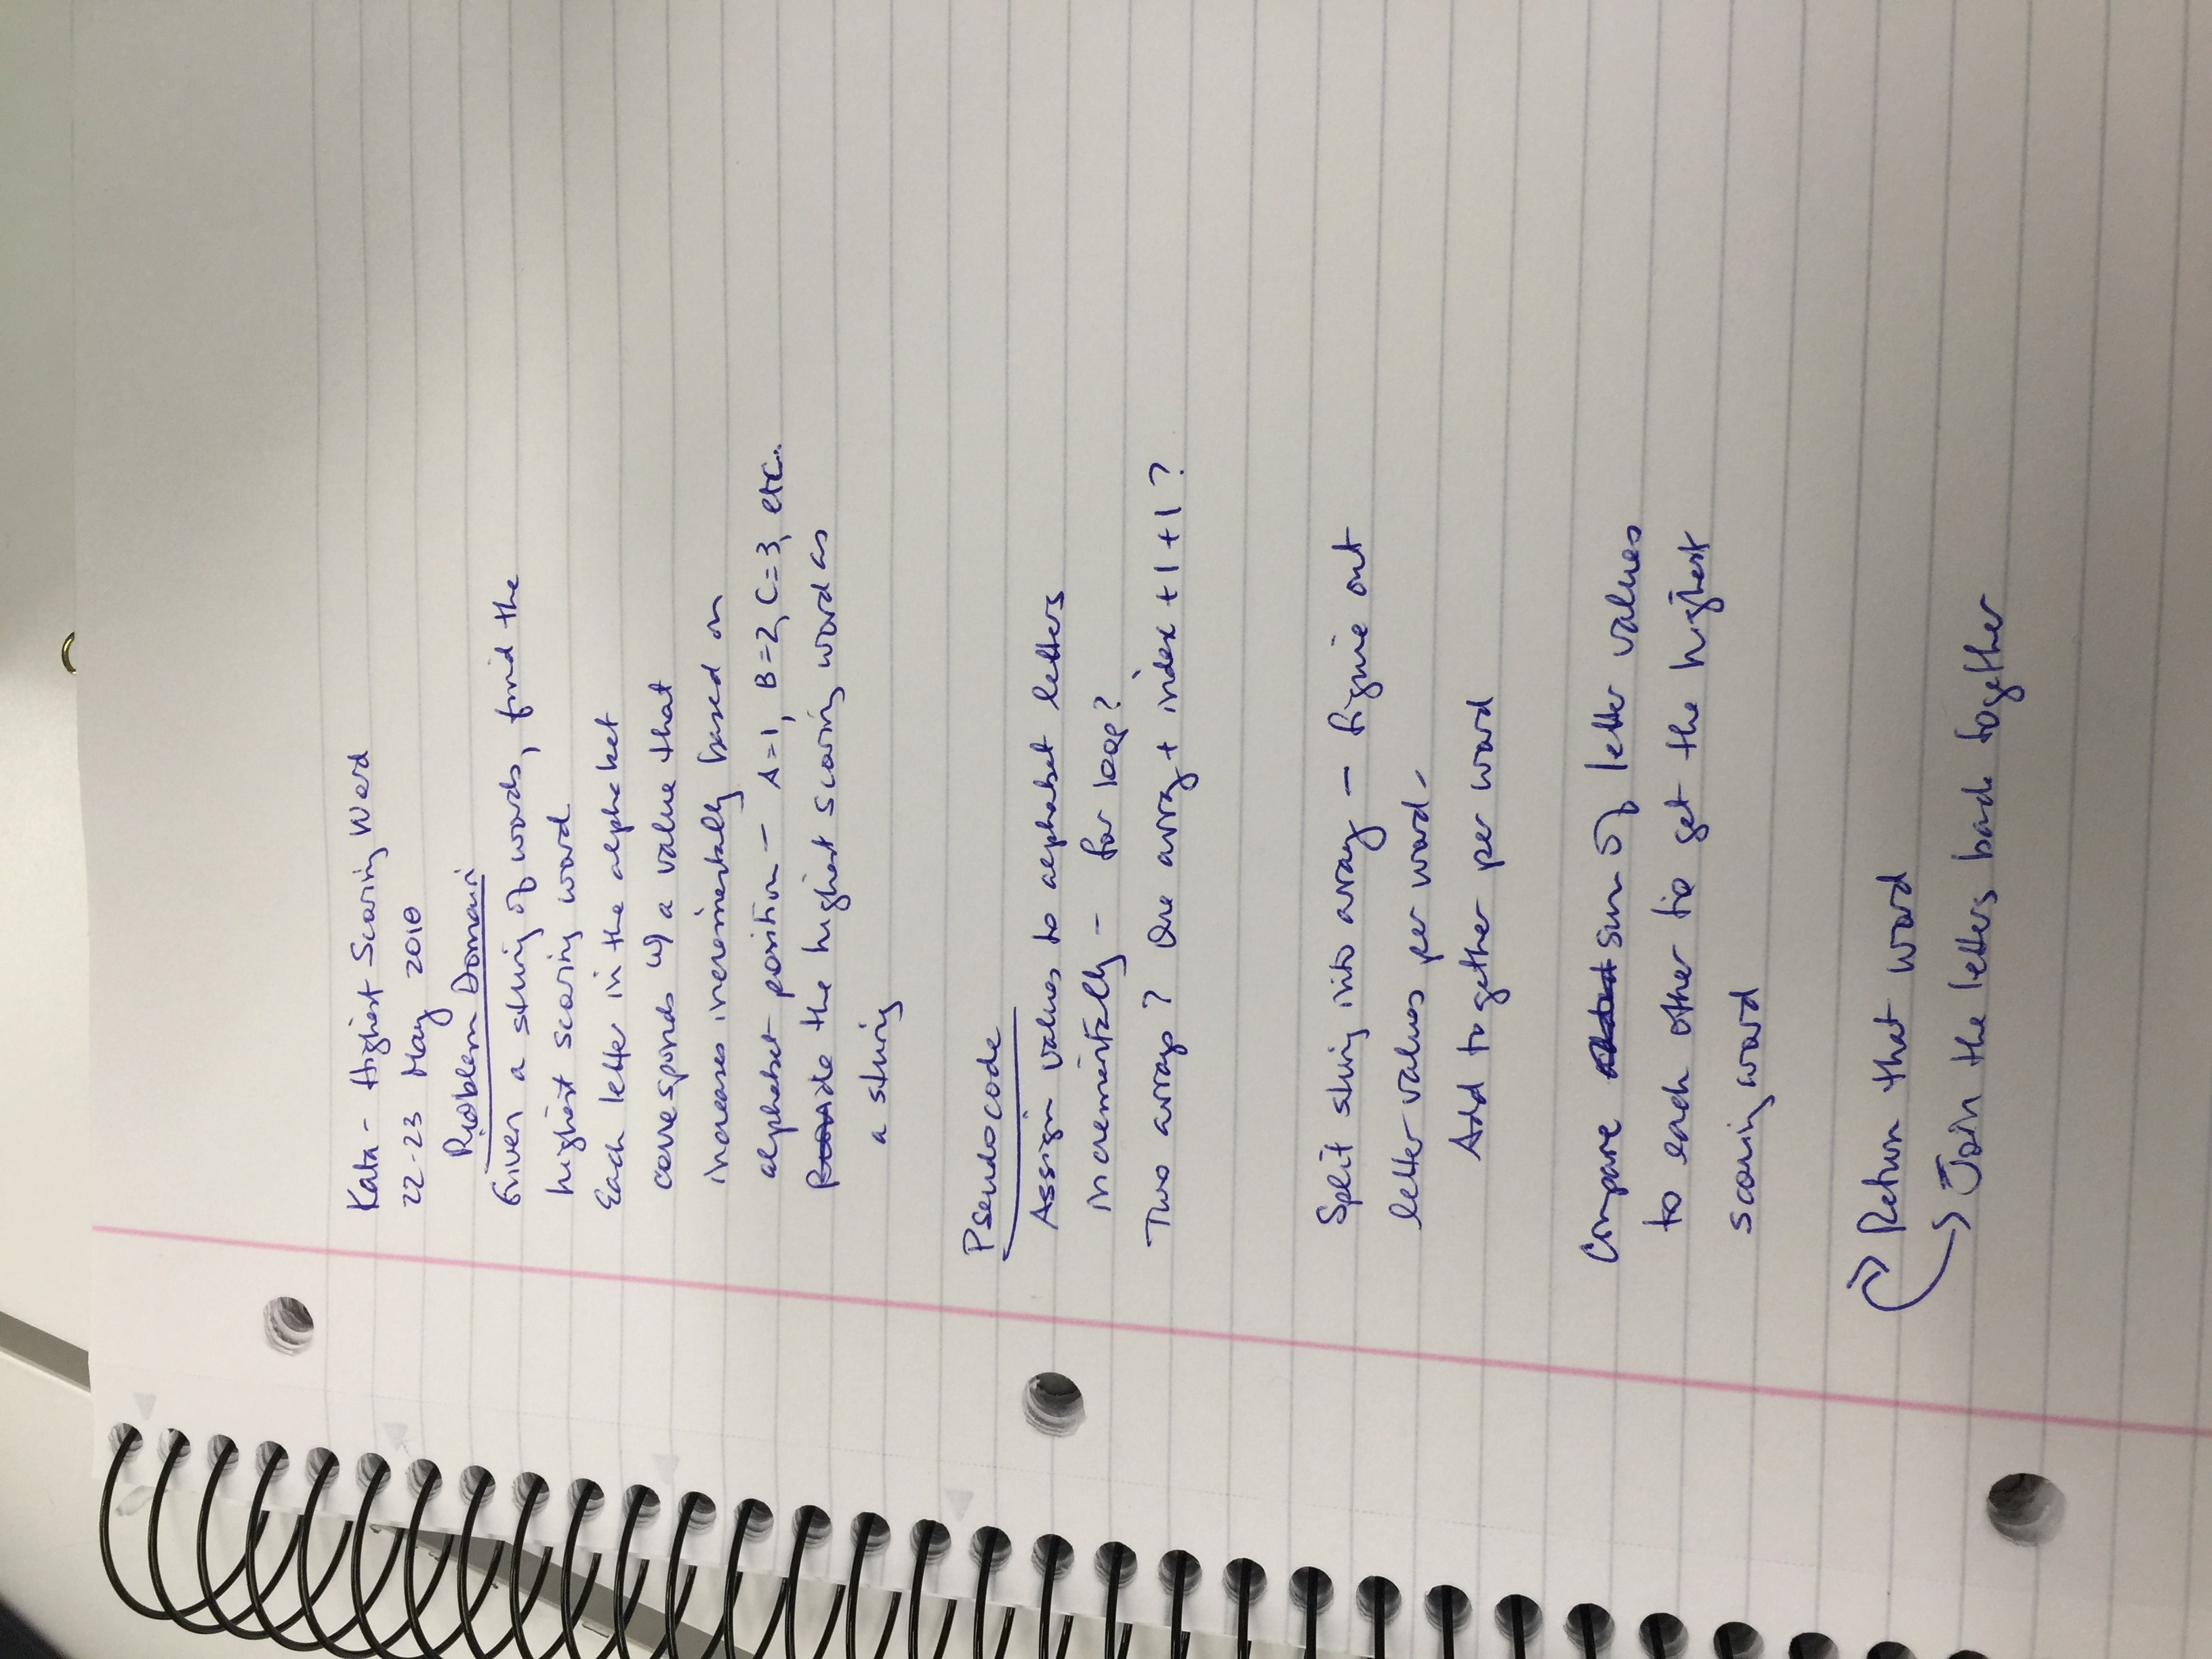 Kata - Highest Scoring Word
22-23 May 2018
Problem Domain
Given a string of words, find the
highest scoring word
Each letter in the alphabet
corresponds w/ a value that
increases incrementally based on
alphabet position - A=1, B=2, C=3, etc.
Provide the highest scoring word as
a string
Pseudocode
Assign values to alphabet letters
incrementally - for loop?
Two arrays? One array + index +1 +1?
Split string into array - figure out
letter values per word -
Add together per word
Compare added sum of letter values
to each other to get the highest
scoring word
Return that word
Join the letters back together